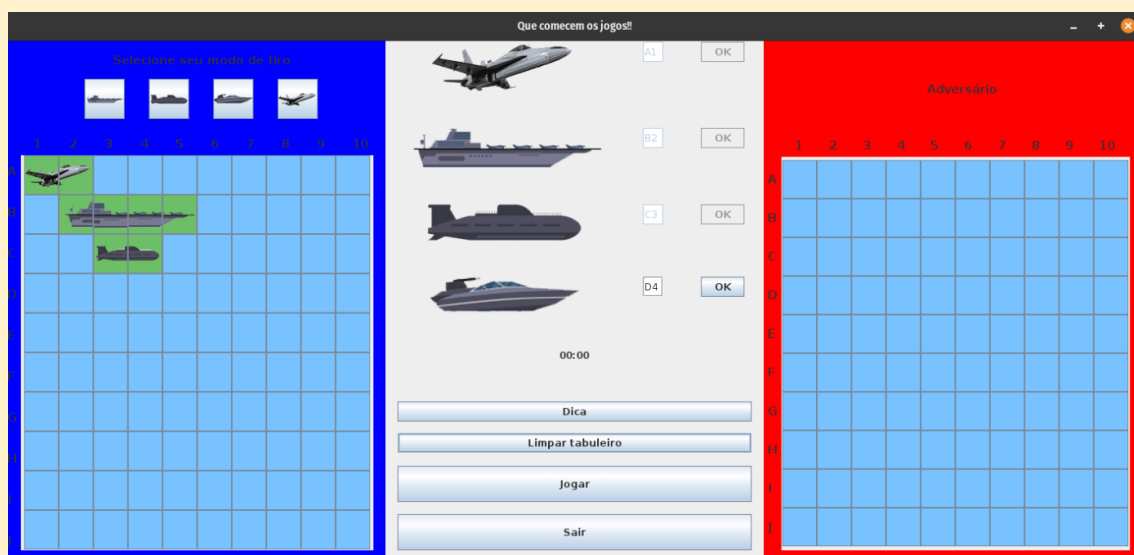 Que comecem os jogos!!
Selecione seu modo de tiro
1 2 3 4 5 6 7 8 9 10
A
B
C
D
E
F
G
H
I
J
A1 OK
B2 OK
C3 OK
D4 OK
00:00
Dica
Limpar tabuleiro
Jogar
Sair
Adversário
1 2 3 4 5 6 7 8 9 10
A
B
C
D
E
F
G
H
I
J